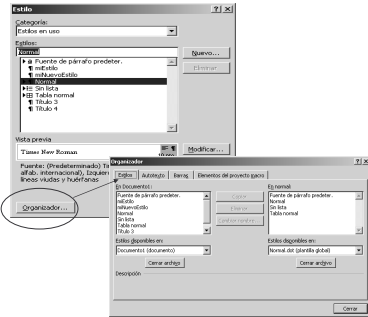 Estilo
Categoría:
Estilos en uso
Estilos:
Normal
Nuevo...
Fuente de párrafo predeter.
Eliminar
miEstilo
miNuevoEstilo
Normal
Sin lista
Tabla normal
Título 3
Título 4
Vista previa
Times New Roman
Modificar...
Fuente: (Predeterminado) Ti
alfab. internacional), Izquier
líneas viudas y huérfanas
Organizador...
Organizador
Estilos
Autotexto
Barras
Elementos del proyecto macro
En Documento1:
En normal:
Fuente de párrafo predeter.
miEstilo
miNuevoEstilo
Normal
Sin lista
Tabla normal
Título 3
Copiar
Eliminar
Fuente de párrafo predeter.
Normal
Sin lista
Tabla normal
Estilos disponibles en:
Estilos disponibles en:
Documento1 (documento)
Normal.dot (plantilla global)
Cerrar archivo
Cerrar archivo
Descripción
Cerrar